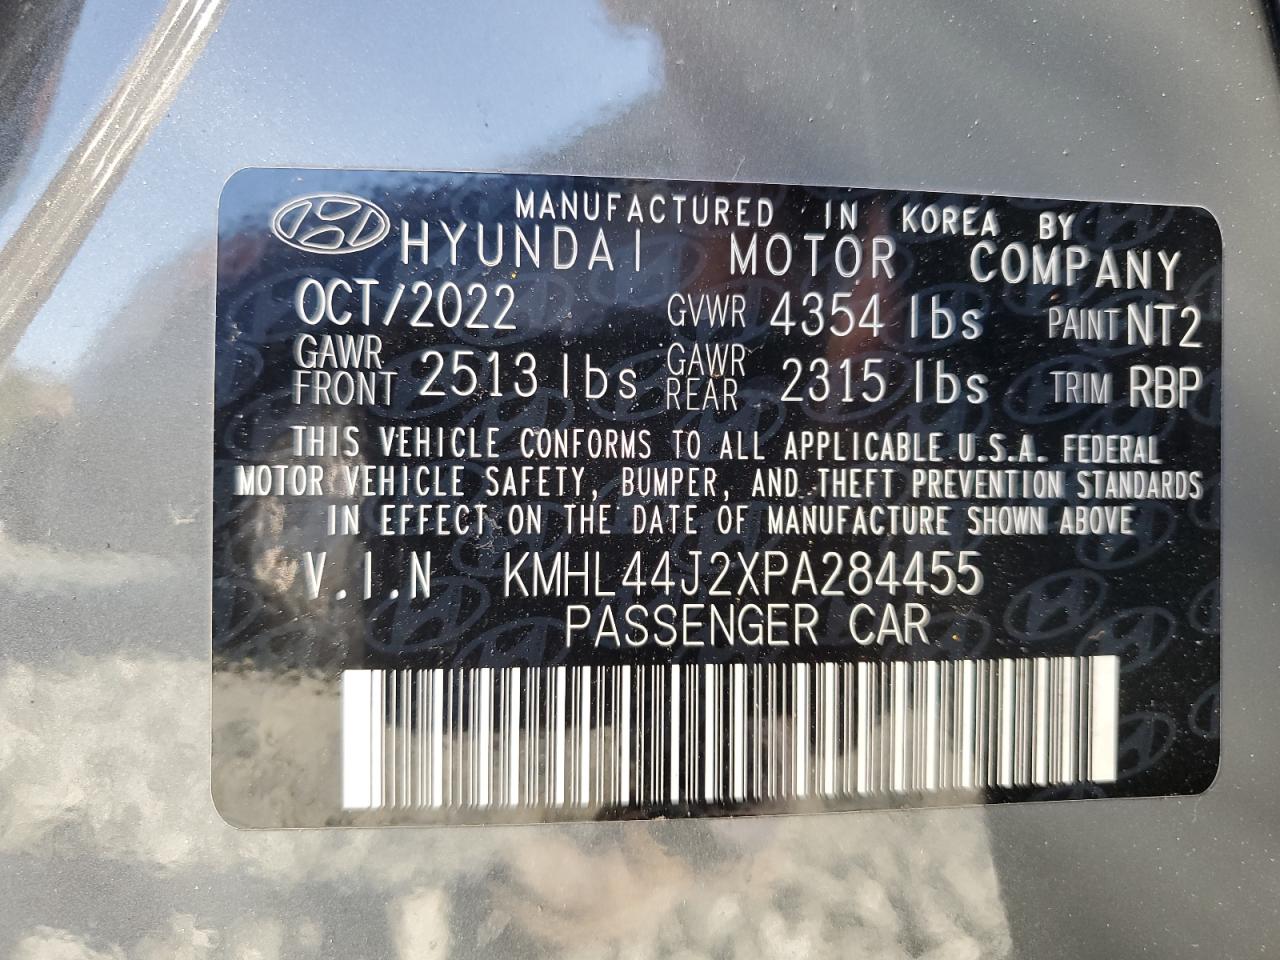 MANUFACTURED IN KOREA BY
HYUNDAI MOTOR COMPANY
OCT/2022 GVWR 4354 lbs PAINT NT2
GAWR FRONT 2513 lbs GAWR REAR 2315 lbs TRIM RBP
THIS VEHICLE CONFORMS TO ALL APPLICABLE U.S.A. FEDERAL
MOTOR VEHICLE SAFETY, BUMPER, AND THEFT PREVENTION STANDARDS
IN EFFECT ON THE DATE OF MANUFACTURE SHOWN ABOVE
V.I.N KMHL44J2XPA284455
PASSENGER CAR